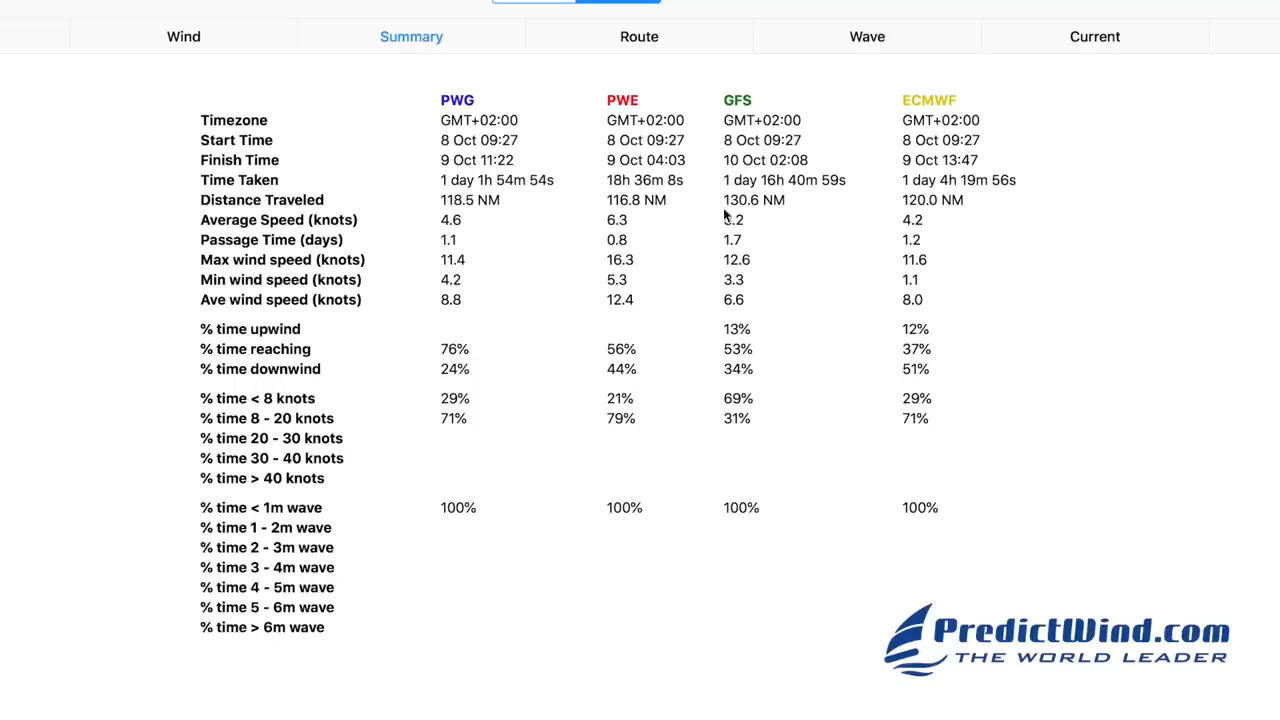 Wind Summary Route Wave Current
PWG PWE GFS ECMWF
Timezone GMT+02:00 GMT+02:00 GMT+02:00 GMT+02:00
Start Time 8 Oct 09:27 8 Oct 09:27 8 Oct 09:27 8 Oct 09:27
Finish Time 9 Oct 11:22 9 Oct 04:03 10 Oct 02:08 9 Oct 13:47
Time Taken 1 day 1h 54m 54s 18h 36m 8s 1 day 16h 40m 59s 1 day 4h 19m 56s
Distance Traveled 118.5 NM 116.8 NM 130.6 NM 120.0 NM
Average Speed (knots) 4.6 6.3 3.2 4.2
Passage Time (days) 1.1 0.8 1.7 1.2
Max wind speed (knots) 11.4 16.3 12.6 11.6
Min wind speed (knots) 4.2 5.3 3.3 1.1
Ave wind speed (knots) 8.8 12.4 6.6 8.0
% time upwind 13% 12%
% time reaching 76% 56% 53% 37%
% time downwind 24% 44% 34% 51%
% time < 8 knots 29% 21% 69% 29%
% time 8 - 20 knots 71% 79% 31% 71%
% time 20 - 30 knots
% time 30 - 40 knots
% time > 40 knots
% time < 1m wave 100% 100% 100% 100%
% time 1 - 2m wave
% time 2 - 3m wave
% time 3 - 4m wave
% time 4 - 5m wave
% time 5 - 6m wave
% time > 6m wave
PredictWind.com
THE WORLD LEADER